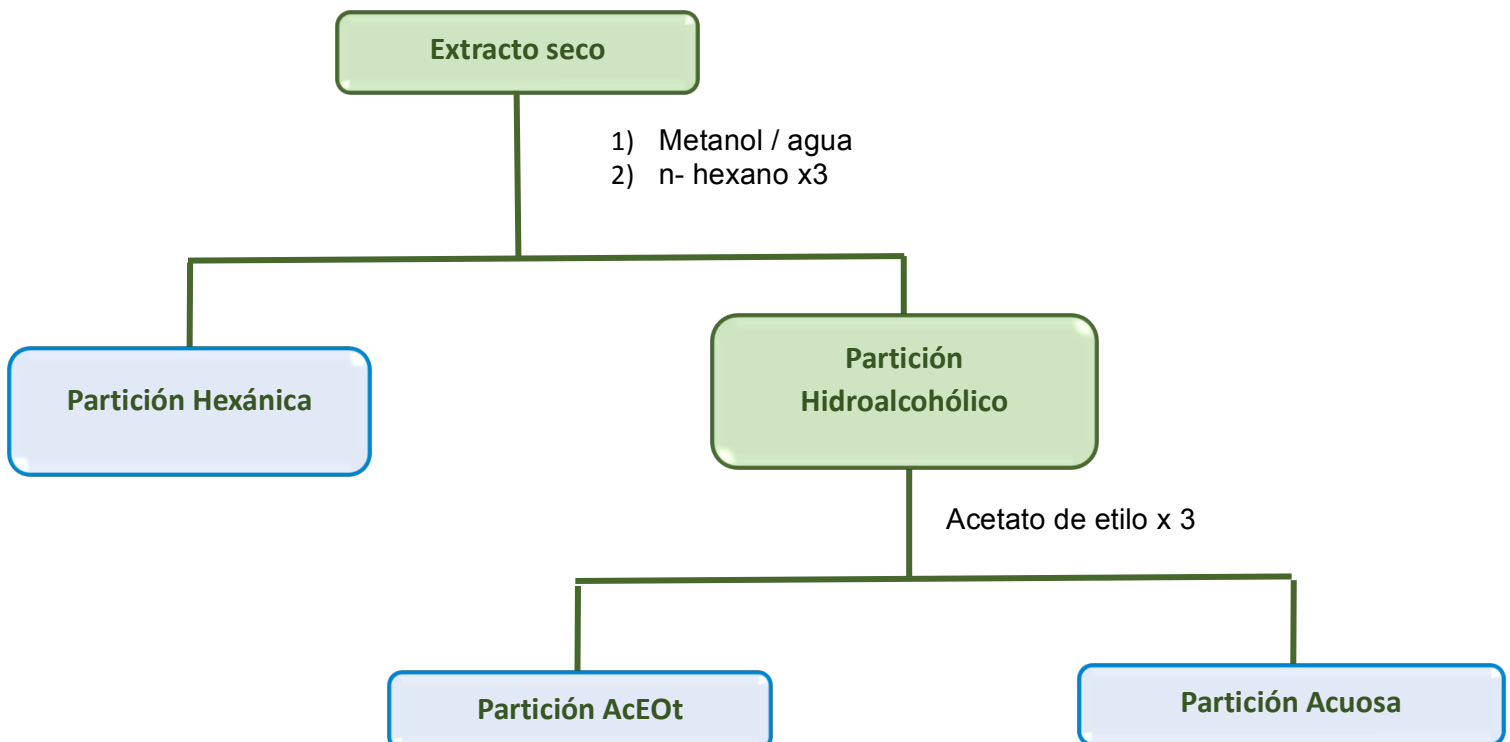 Extracto seco
1) Metanol / agua
2) n- hexano x3
Partición Hexánica
Partición
Hidroalcohólico
Acetato de etilo x 3
Partición AcEOt
Partición Acuosa